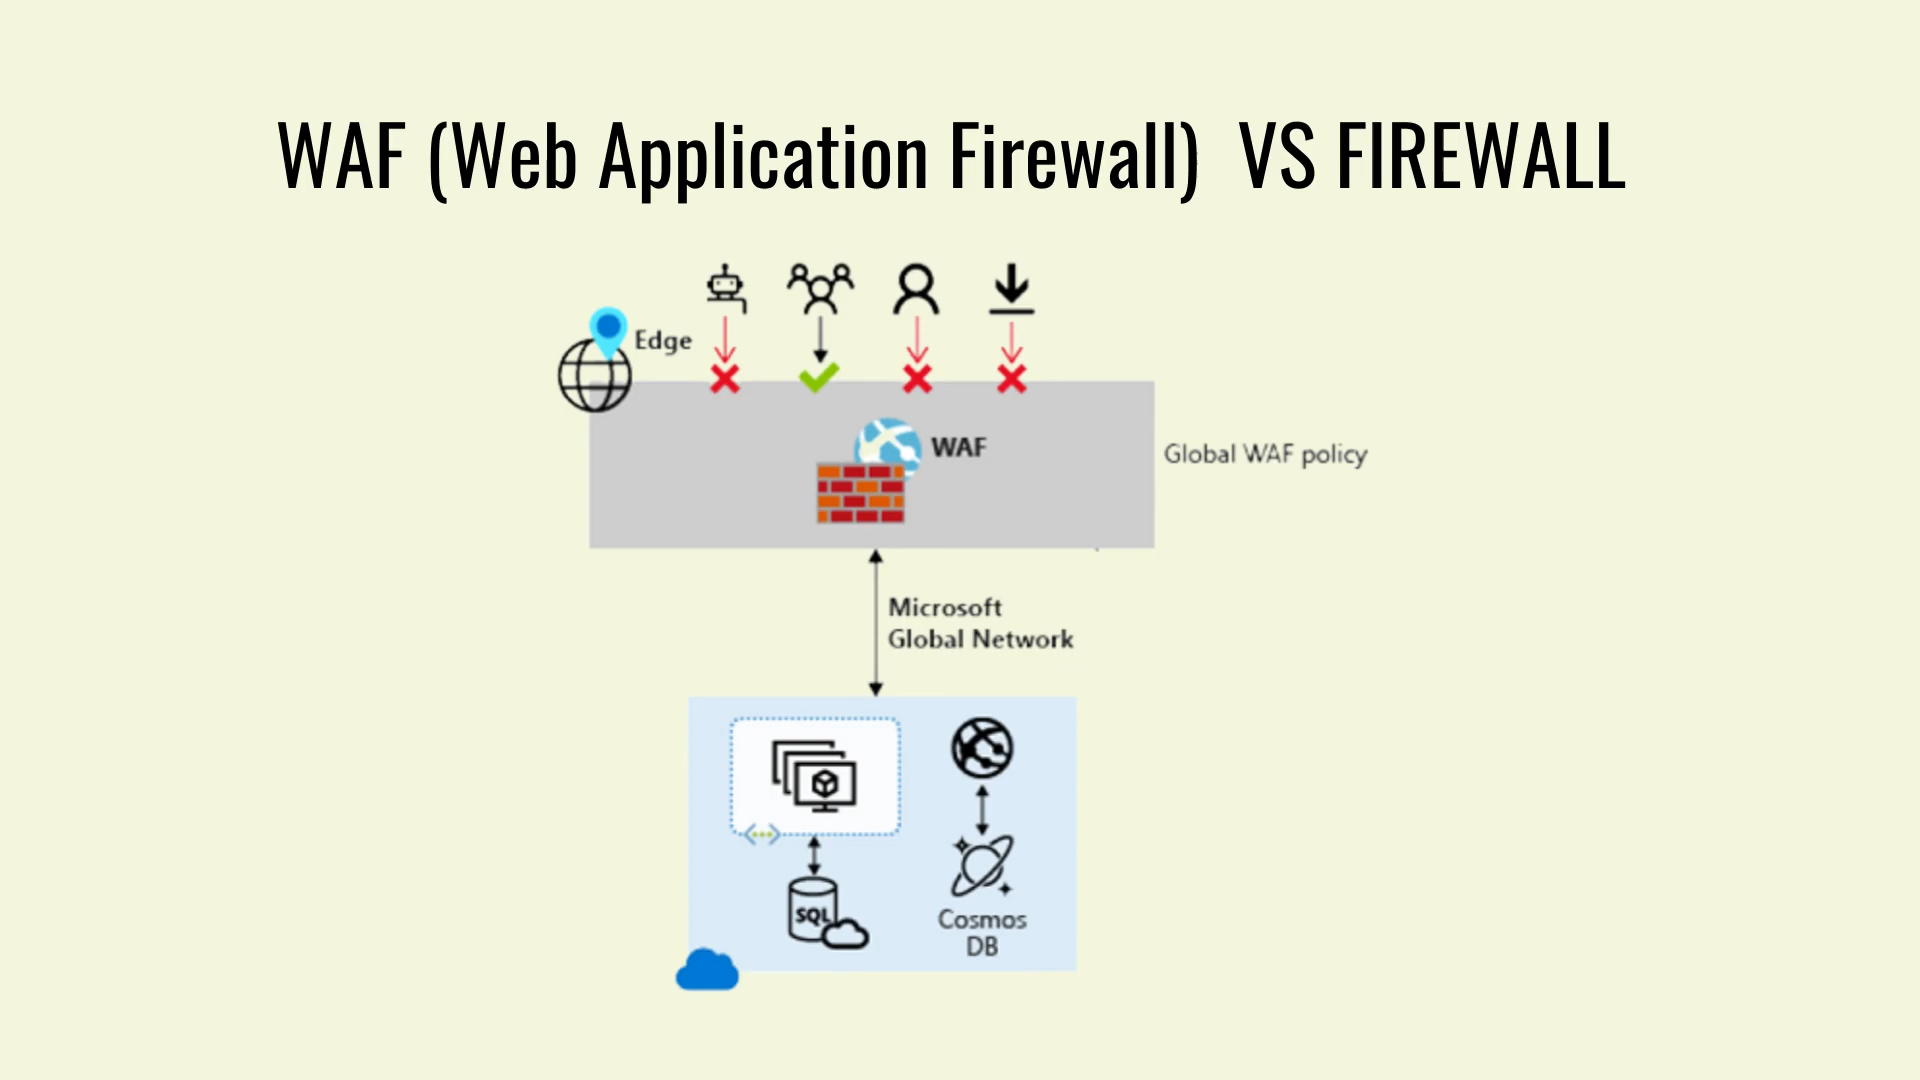 WAF (Web Application Firewall) VS FIREWALL
Edge
WAF
Global WAF policy
Microsoft
Global Network
SQL
Cosmos
DB